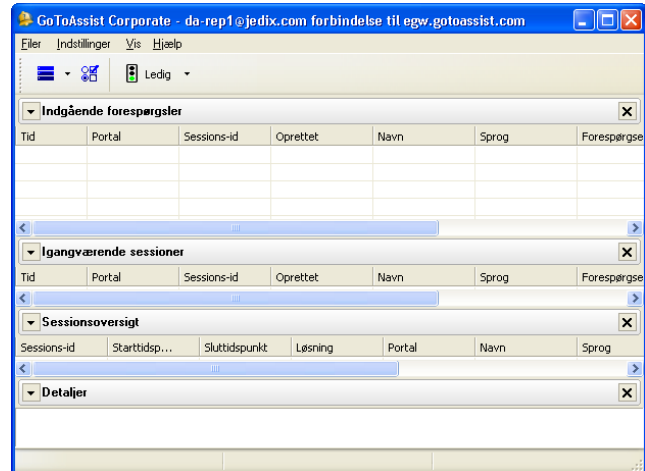 GoToAssist Corporate - da-rep1@jedix.com forbindelse til egw.gotoassist.com
Filer Indstillinger Vis Hjælp
Ledig
Indgående forespørgsler
Tid Portal Sessions-id Oprettet Navn Sprog Forespørgse
Igangværende sessioner
Tid Portal Sessions-id Oprettet Navn Sprog Forespørgse
Sessionsoversigt
Sessions-id Starttidsp... Sluttidspunkt Løsning Portal Navn Sprog
Detaljer